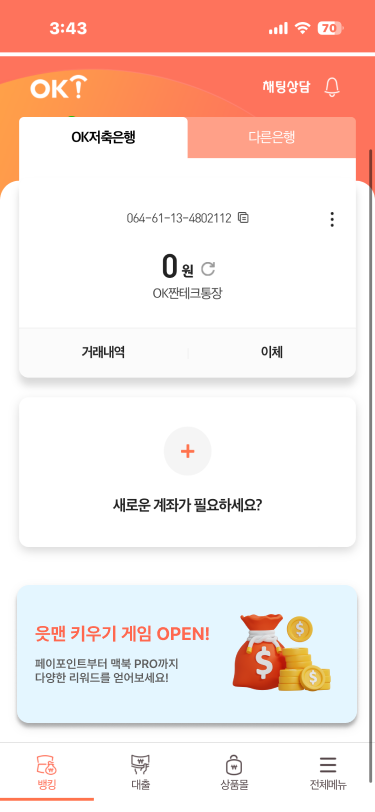 3:43
70
OK!
채팅상담
OK저축은행
다른은행
064-61-13-4802112
0 원
OK짠테크통장
거래내역
이체
새로운 계좌가 필요하세요?
읏맨 키우기 게임 OPEN!
페이포인트부터 맥북 PRO까지
다양한 리워드를 얻어보세요!
뱅킹
대출
상품몰
전체메뉴